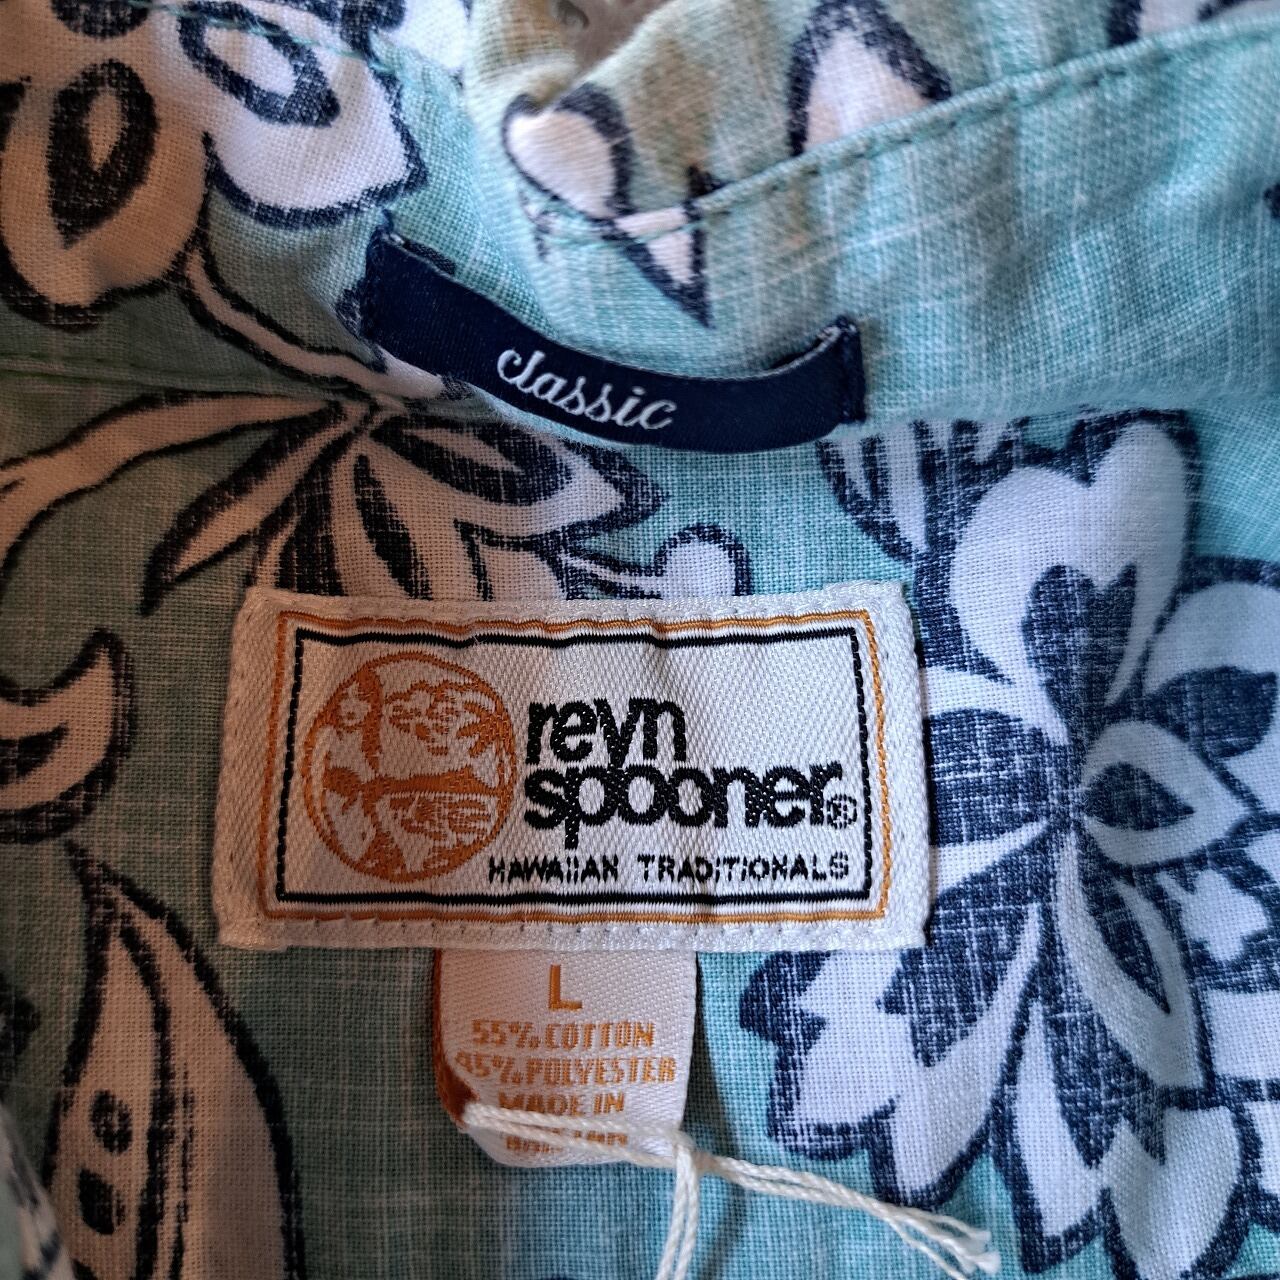 classic
reyn
spooner®
HAWAIIAN TRADITIONALS
L
55% COTTON
45% POLYESTER
MADE IN